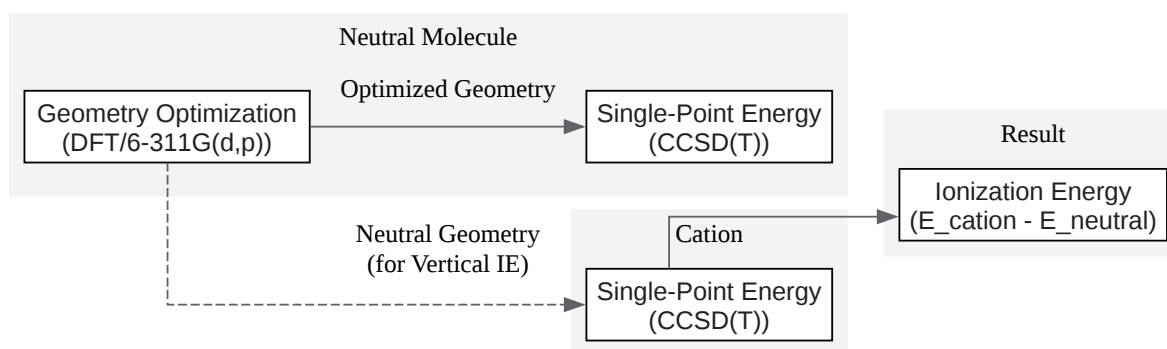 Neutral Molecule
Geometry Optimization
(DFT/6-311G(d,p))
Optimized Geometry
Single-Point Energy
(CCSD(T))
Result
Ionization Energy
(E_cation - E_neutral)
Neutral Geometry
(for Vertical IE)
Cation
Single-Point Energy
(CCSD(T))